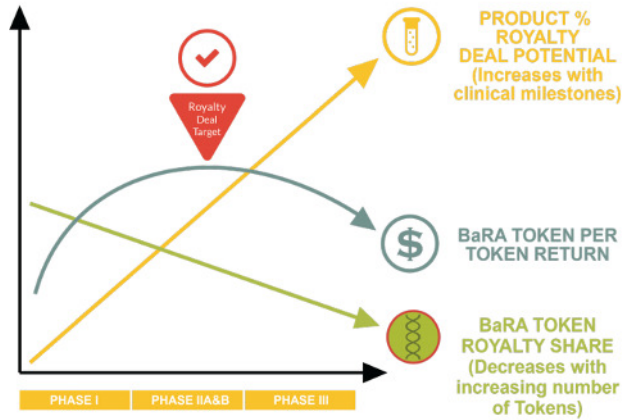 PRODUCT %
ROYALTY
DEAL POTENTIAL
(Increases with
clinical milestones)
Royalty
Deal
Target
$
BaRA TOKEN PER
TOKEN RETURN
BaRA TOKEN
ROYALTY SHARE
(Decreases with
increasing number
of Tokens)
PHASE I
PHASE IIA&B
PHASE III